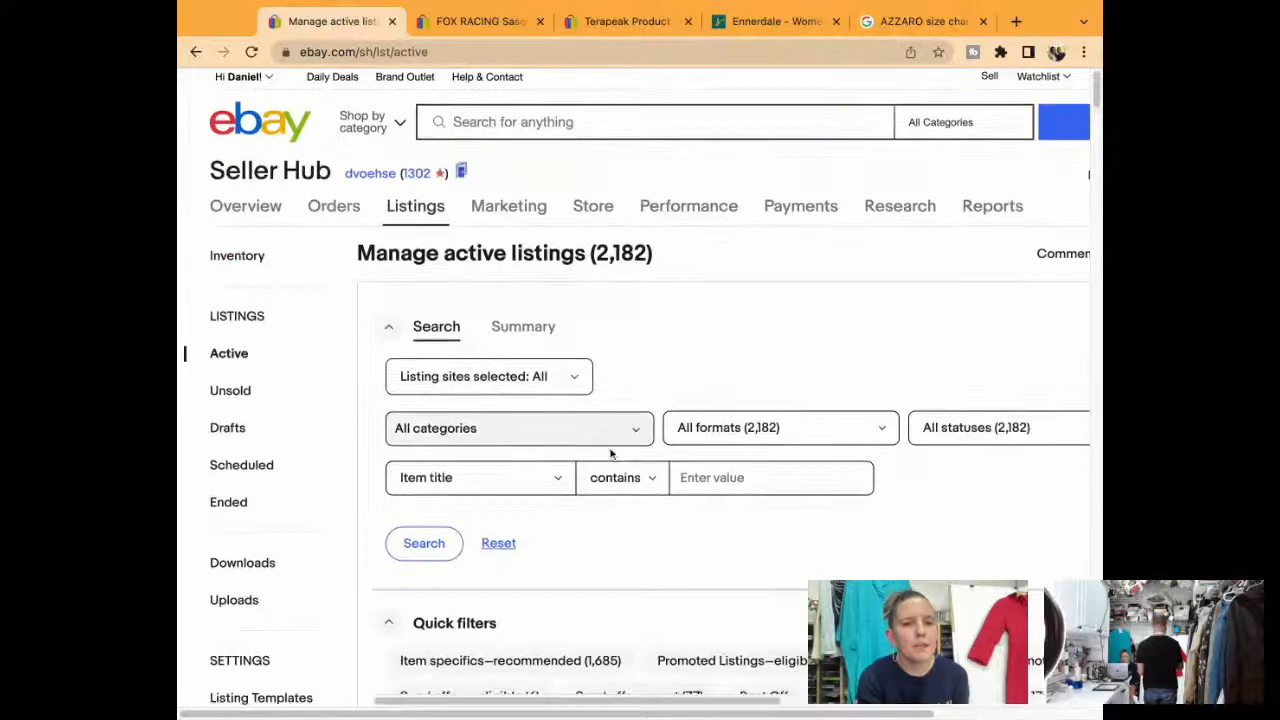 Manage active list
FOX RACING Sasq
Terapeak Product
Ennerdale - Wome
AZZARO size cha
ebay.com/sh/lst/active
Hi Daniel!
Daily Deals
Brand Outlet
Help & Contact
Sell
Watchlist
ebay
Shop by category
Search for anything
All Categories
Seller Hub
dvoehse (1302 ★)
Overview
Orders
Listings
Marketing
Store
Performance
Payments
Research
Reports
Inventory
Manage active listings (2,182)
Commen
LISTINGS
Search
Summary
Active
Listing sites selected: All
Unsold
Drafts
All categories
All formats (2,182)
All statuses (2,182)
Scheduled
Item title
contains
Enter value
Ended
Search
Reset
Downloads
Uploads
Quick filters
SETTINGS
Item specifics—recommended (1,685)
Promoted Listings—eligib
Listing Templates